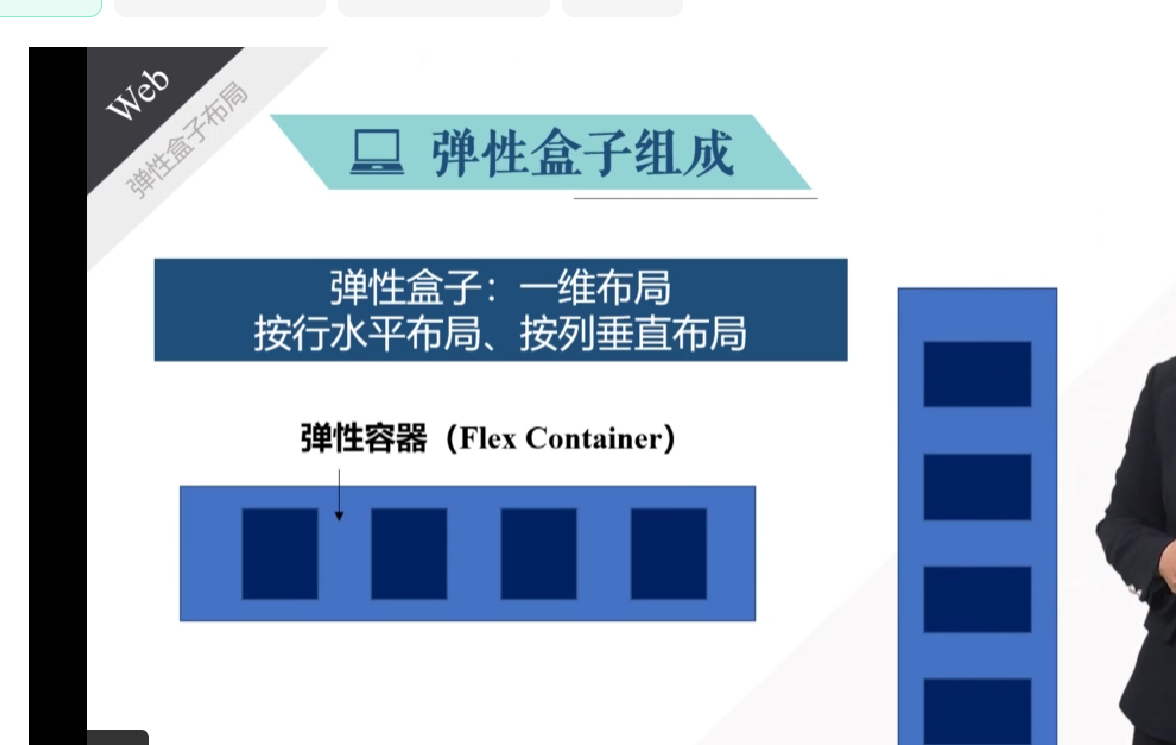 Web
弹性盒子布局
弹性盒子组成
弹性盒子：一维布局
按行水平布局、按列垂直布局
弹性容器（Flex Container）